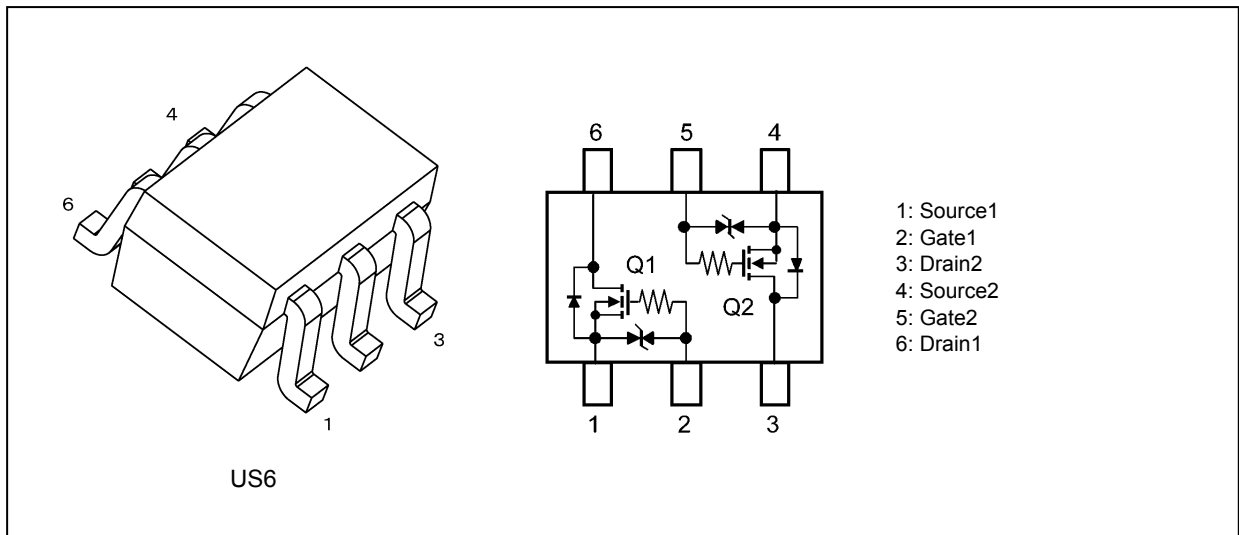 4
6
3
1
US6
6 5 4
Q1
Q2
1 2 3
1: Source1
2: Gate1
3: Drain2
4: Source2
5: Gate2
6: Drain1